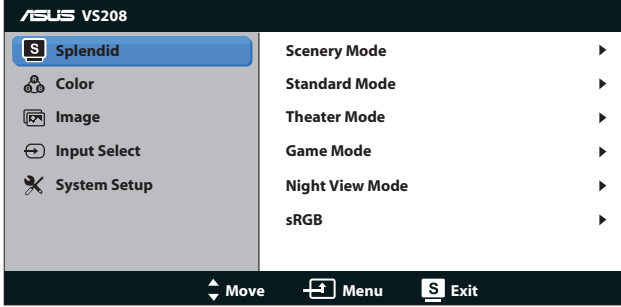 ASUS VS208
S Splendid
Color
Image
Input Select
System Setup
Scenery Mode
Standard Mode
Theater Mode
Game Mode
Night View Mode
sRGB
Move Menu S Exit